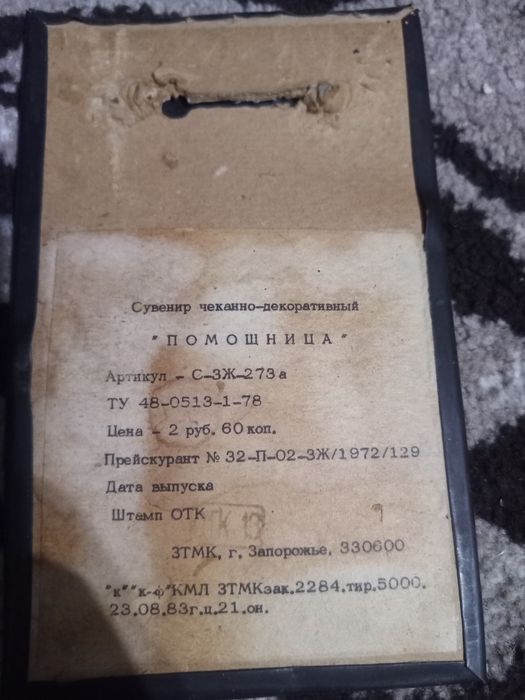 Сувенир чеканно-декоративный
"ПОМОЩНИЦА"
Артикул - С-ЗЖ-273а
ТУ 48-0513-1-78
Цена - 2 руб. 60 коп.
Прейскурант № 32-П-02-ЗЖ/1972/129
Дата выпуска
Штамп ОТК
ЗТМК, г. Запорожье, 330600
"к" "к-ф" КМЛ ЗТМКзак.2284.тир.5000.
23.08.83г.ц.21.он.